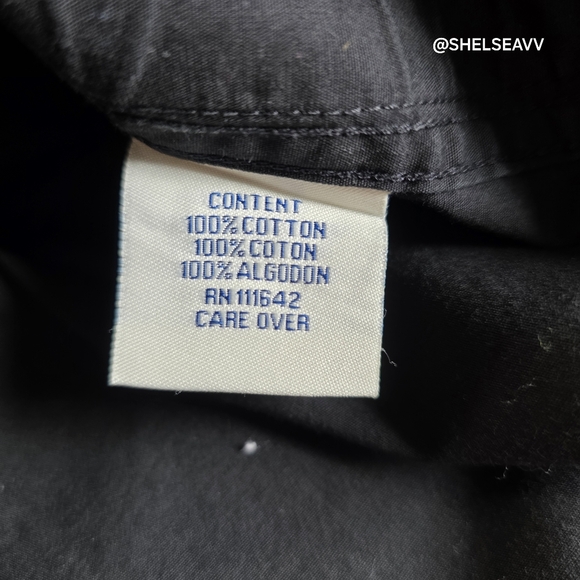 @SHELSEAVV
CONTENT
100% COTTON
100% COTON
100% ALGODON
RN 111642
CARE OVER